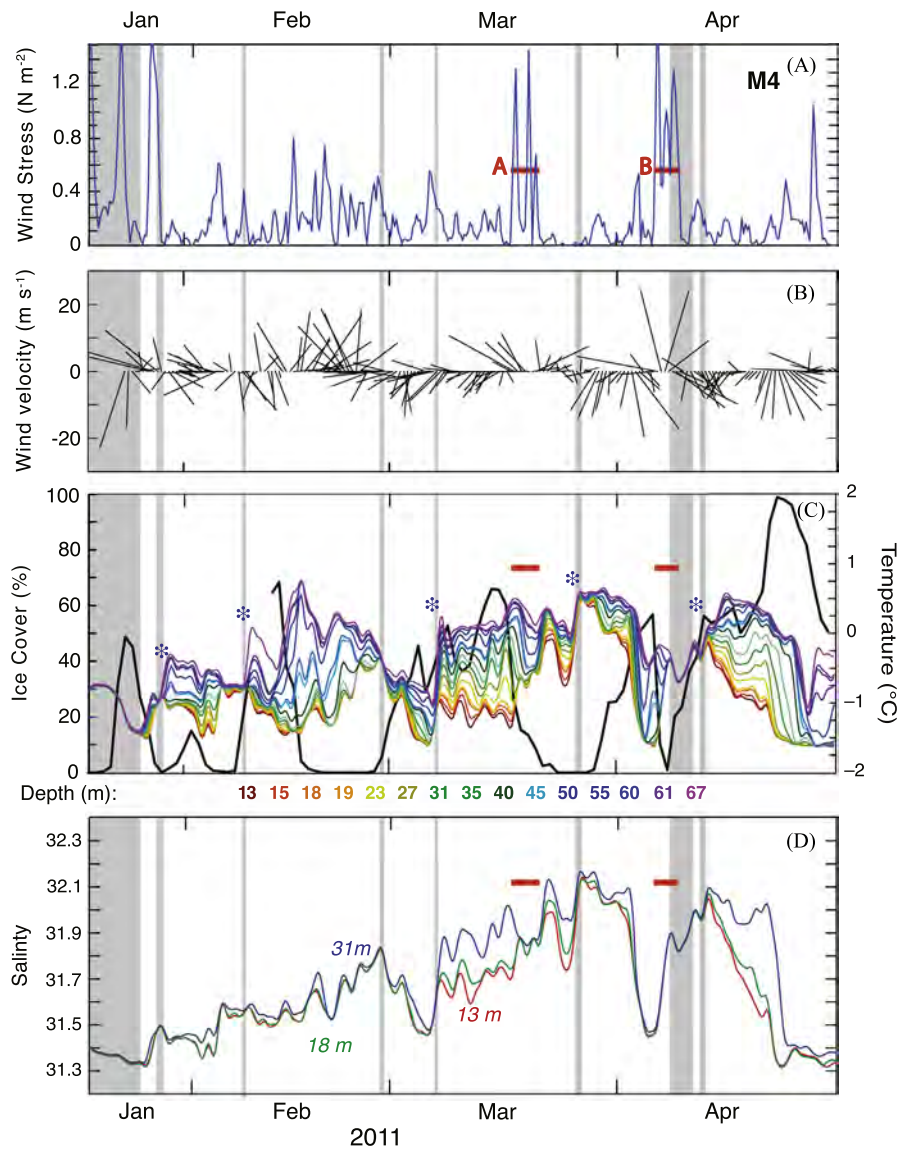 Jan Feb Mar Apr
Wind Stress (N m-2)
1.2
0.8
0.4
0
(A)
M4
A
B
Wind velocity (m s-1)
20
0
-20
(B)
Ice Cover (%)
100
80
60
40
20
0
(C)
*
*
*
*
*
2
1
0
−1
−2
Temperature (°C)
Depth (m): 13 15 18 19 23 27 31 35 40 45 50 55 60 61 67
Salinty
32.3
32.1
31.9
31.7
31.5
31.3
(D)
31m
18 m
13 m
Jan Feb Mar Apr
2011